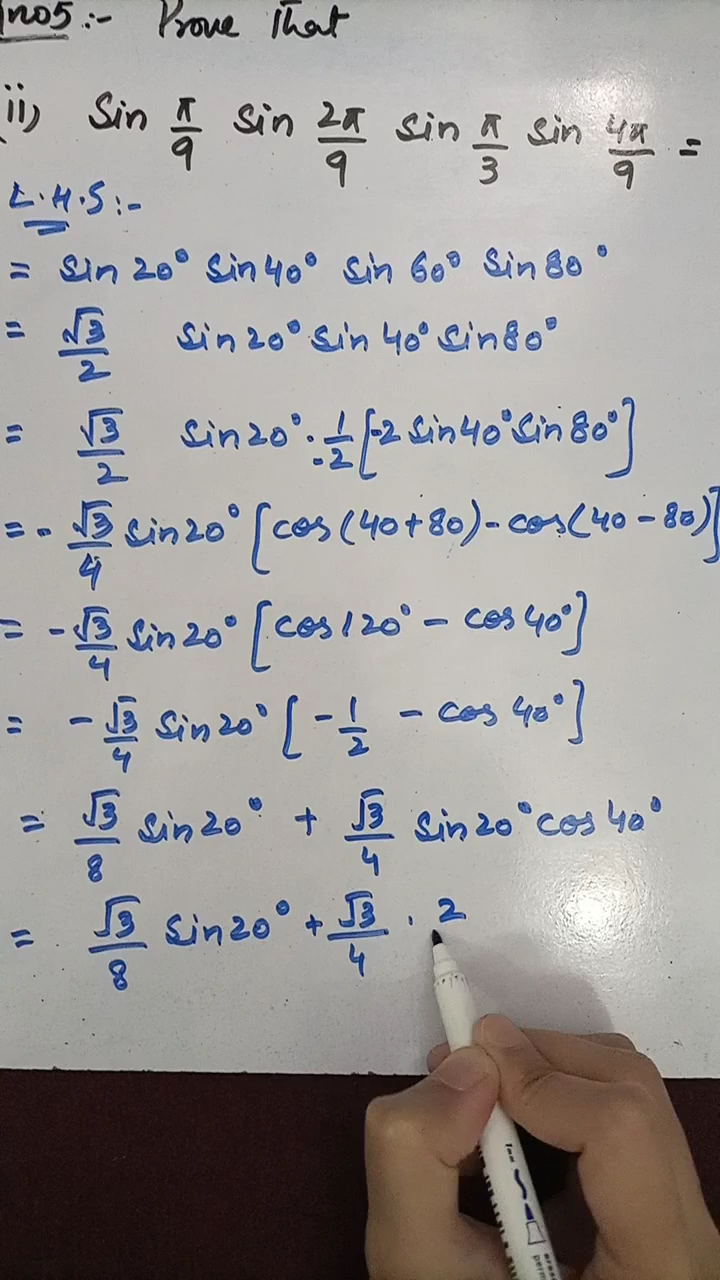 no5:- Prove That
ii) Sin π/9 Sin 2π/9 Sin π/3 Sin 4π/9 =
L.H.S:-
= Sin 20° Sin 40° Sin 60° Sin 80°
= √3/2 Sin 20° Sin 40° Sin 80°
= √3/2 Sin 20° · 1/-2 [-2 Sin 40° Sin 80°]
= - √3/4 Sin 20° [cos (40+80) - cos (40 - 80)]
= - √3/4 Sin 20° [cos 120° - cos 40°]
= - √3/4 Sin 20° [- 1/2 - cos 40°]
= √3/8 Sin 20° + √3/4 Sin 20° cos 40°
= √3/8 Sin 20° + √3/4 . 2